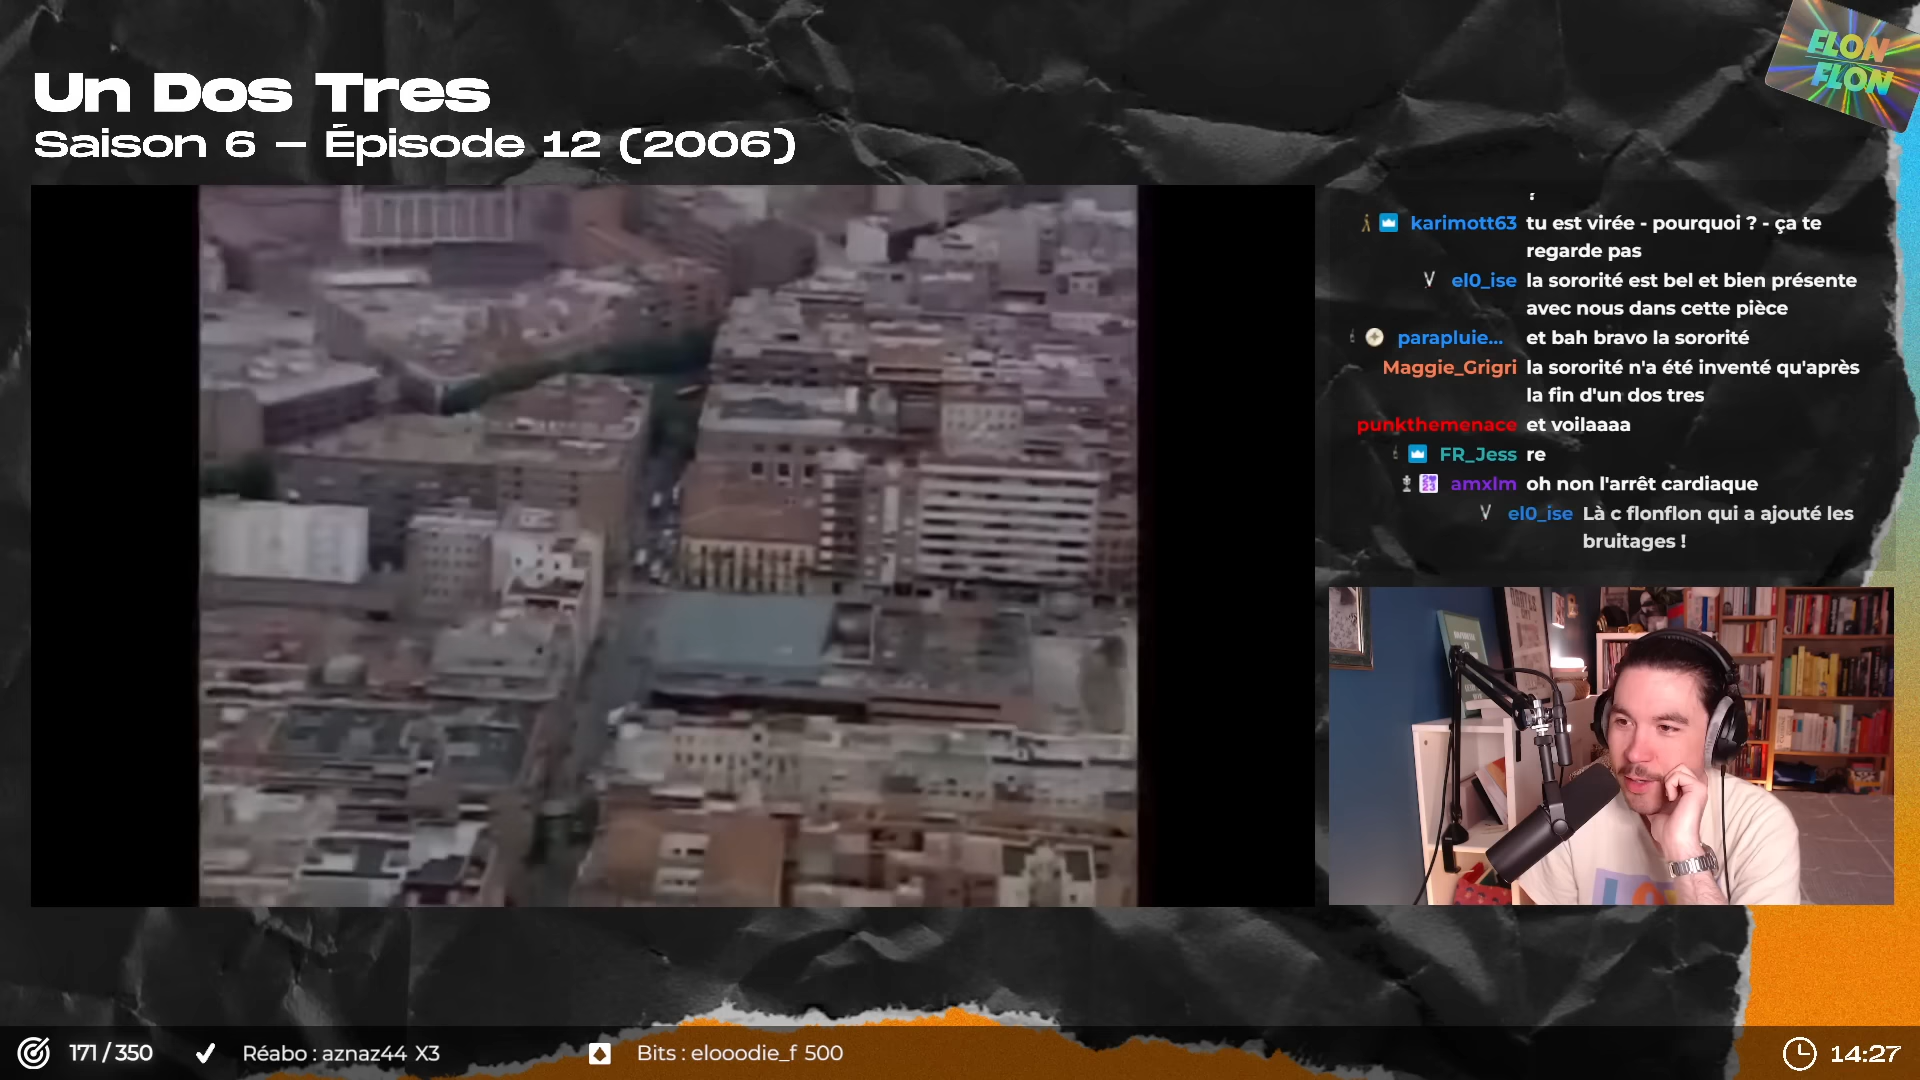 Un Dos Tres
Saison 6 – Épisode 12 (2006)
FLON
FLON
karimott63 tu est virée - pourquoi ? - ça te
regarde pas
el0_ise la sororité est bel et bien présente
avec nous dans cette pièce
parapluie... et bah bravo la sororité
Maggie_Grigri la sororité n'a été inventé qu'après
la fin d'un dos tres
punkthemenace et voilaaaa
FR_Jess re
amxlm oh non l'arrêt cardiaque
el0_ise Là c flonflon qui a ajouté les
bruitages !
171 / 350
Réabo : aznaz44 X3
Bits : elooodie_f 500
14:27